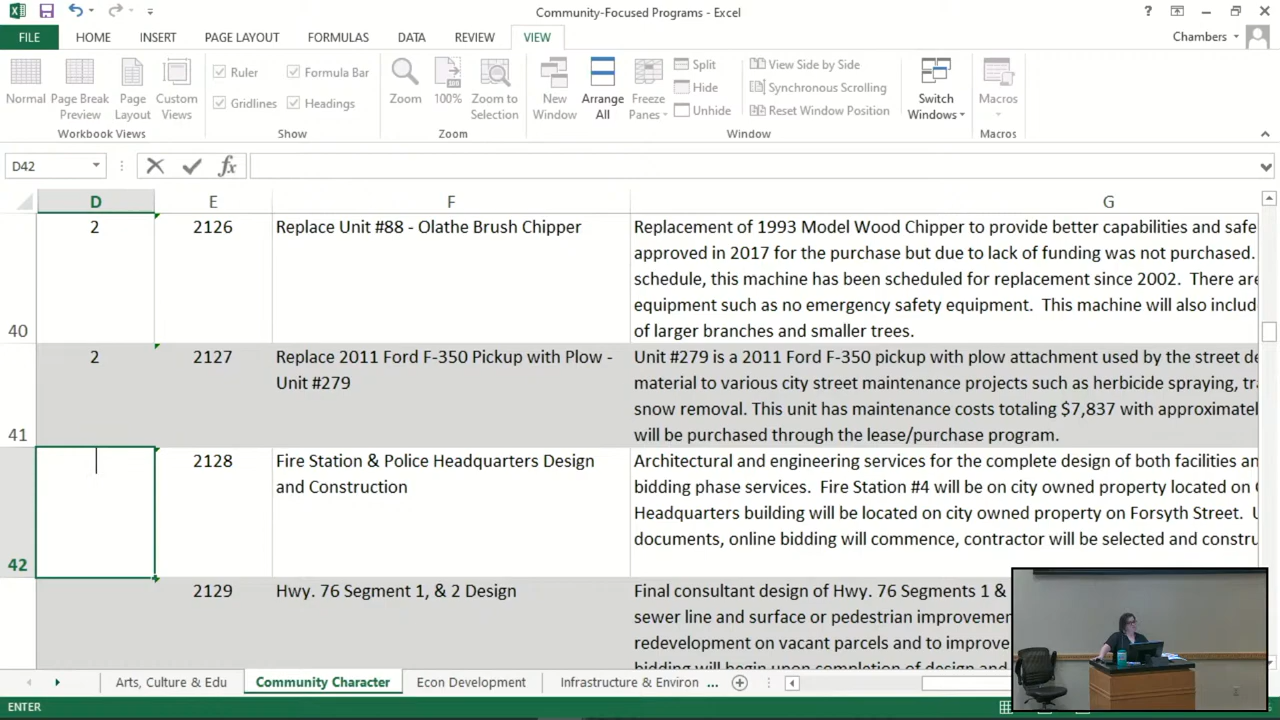 Community-Focused Programs - Excel
?
FILE HOME INSERT PAGE LAYOUT FORMULAS DATA REVIEW VIEW
Chambers
Normal
Page Break Preview
Page Layout
Custom Views
Workbook Views
Ruler
Formula Bar
Gridlines
Headings
Show
Zoom
100%
Zoom to Selection
Zoom
New Window
Arrange All
Freeze Panes
Split
Hide
Unhide
View Side by Side
Synchronous Scrolling
Reset Window Position
Window
Switch Windows
Macros
Macros
D42
fx
D E F G
40
2
2126
Replace Unit #88 - Olathe Brush Chipper
Replacement of 1993 Model Wood Chipper to provide better capabilities and safe
approved in 2017 for the purchase but due to lack of funding was not purchased.
schedule, this machine has been scheduled for replacement since 2002. There are
equipment such as no emergency safety equipment. This machine will also includ
of larger branches and smaller trees.
41
2
2127
Replace 2011 Ford F-350 Pickup with Plow -
Unit #279
Unit #279 is a 2011 Ford F-350 pickup with plow attachment used by the street de
material to various city street maintenance projects such as herbicide spraying, tra
snow removal. This unit has maintenance costs totaling $7,837 with approximatel
will be purchased through the lease/purchase program.
42
2128
Fire Station & Police Headquarters Design
and Construction
Architectural and engineering services for the complete design of both facilities an
bidding phase services. Fire Station #4 will be on city owned property located on
Headquarters building will be located on city owned property on Forsyth Street.
documents, online bidding will commence, contractor will be selected and constru
2129
Hwy. 76 Segment 1, & 2 Design
Final consultant design of Hwy. 76 Segments 1 &
sewer line and surface or pedestrian improvemen
redevelopment on vacant parcels and to improve
bidding will begin upon completion of design and
Arts, Culture & Edu
Community Character
Econ Development
Infrastructure & Environ ...
ENTER